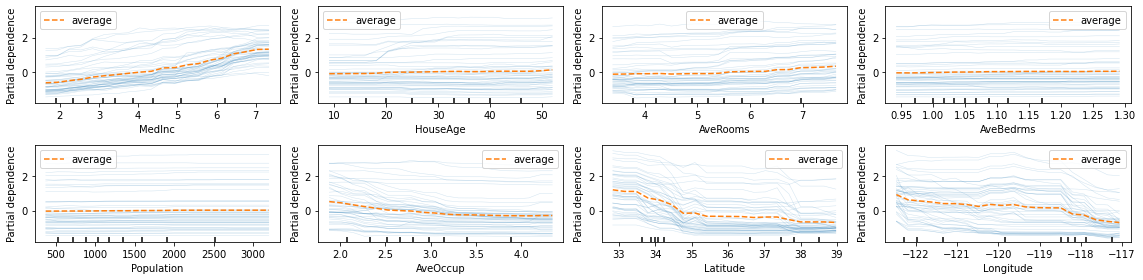 Partial dependence
2
0
average
2 3 4 5 6 7
MedInc
Partial dependence
2
0
average
10 20 30 40 50
HouseAge
Partial dependence
2
0
average
4 5 6 7
AveRooms
Partial dependence
2
0
average
0.95 1.00 1.05 1.10 1.15 1.20 1.25 1.30
AveBedrms
Partial dependence
2
0
average
500 1000 1500 2000 2500 3000
Population
Partial dependence
2
0
average
2.0 2.5 3.0 3.5 4.0
AveOccup
Partial dependence
2
0
average
33 34 35 36 37 38 39
Latitude
Partial dependence
2
0
average
−122 −121 −120 −119 −118 −117
Longitude